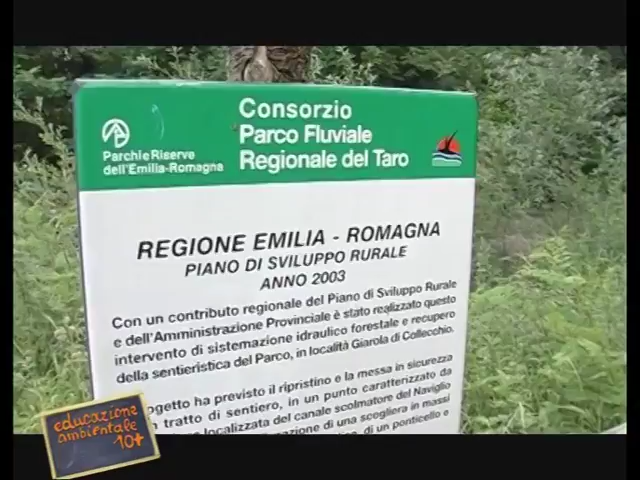 Consorzio
Parco Fluviale
Regionale del Taro
Parchi e Riserve
dell'Emilia-Romagna
REGIONE EMILIA - ROMAGNA
PIANO DI SVILUPPO RURALE
ANNO 2003
Con un contributo regionale del Piano di Sviluppo Rurale
e dell'Amministrazione Provinciale è stato realizzato questo
intervento di sistemazione idraulico forestale e recupero
della sentieristica del Parco, in località Giarola di Collecchio.
ogetto ha previsto il ripristino e la messa in sicurezza
tratto di sentiero, in un punto caratterizzato da
localizzata del canale scolmatore del Naviglio
azione di una scogliera in massi
di un ponticello e
educazione
ambientale
10+